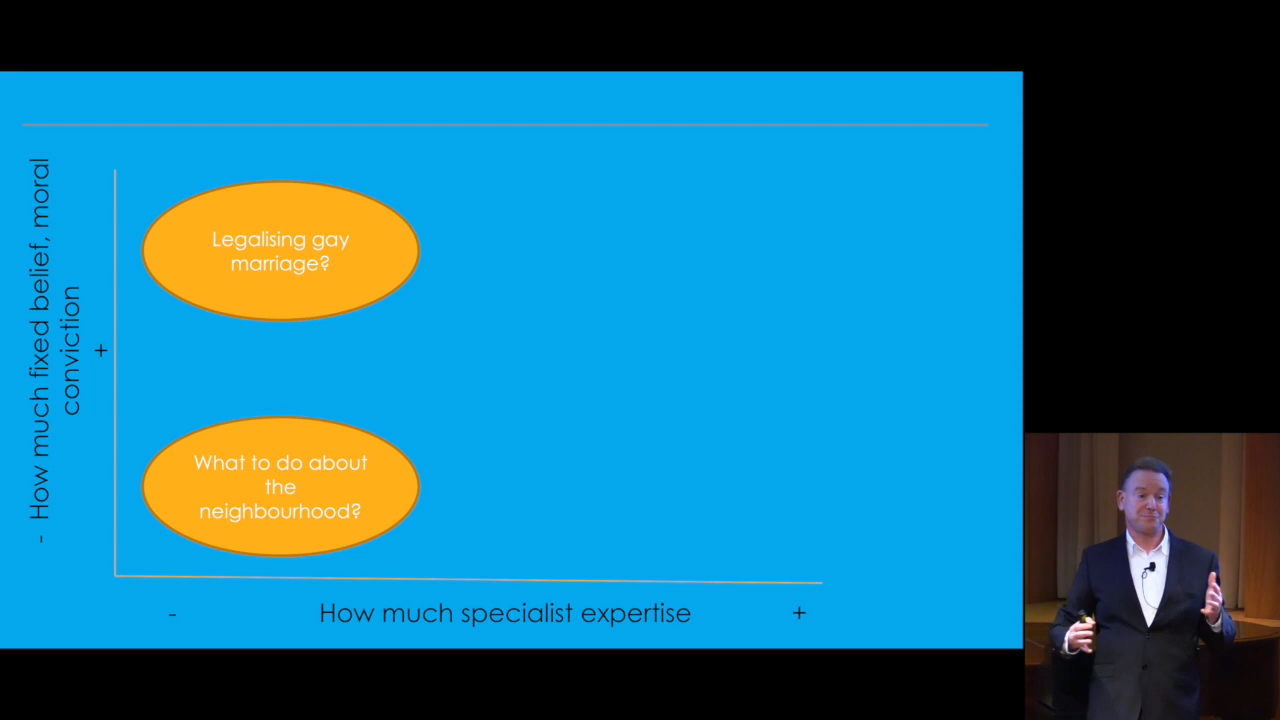 - How much fixed belief, moral
conviction
+
Legalising gay
marriage?
What to do about
the
neighbourhood?
- How much specialist expertise +